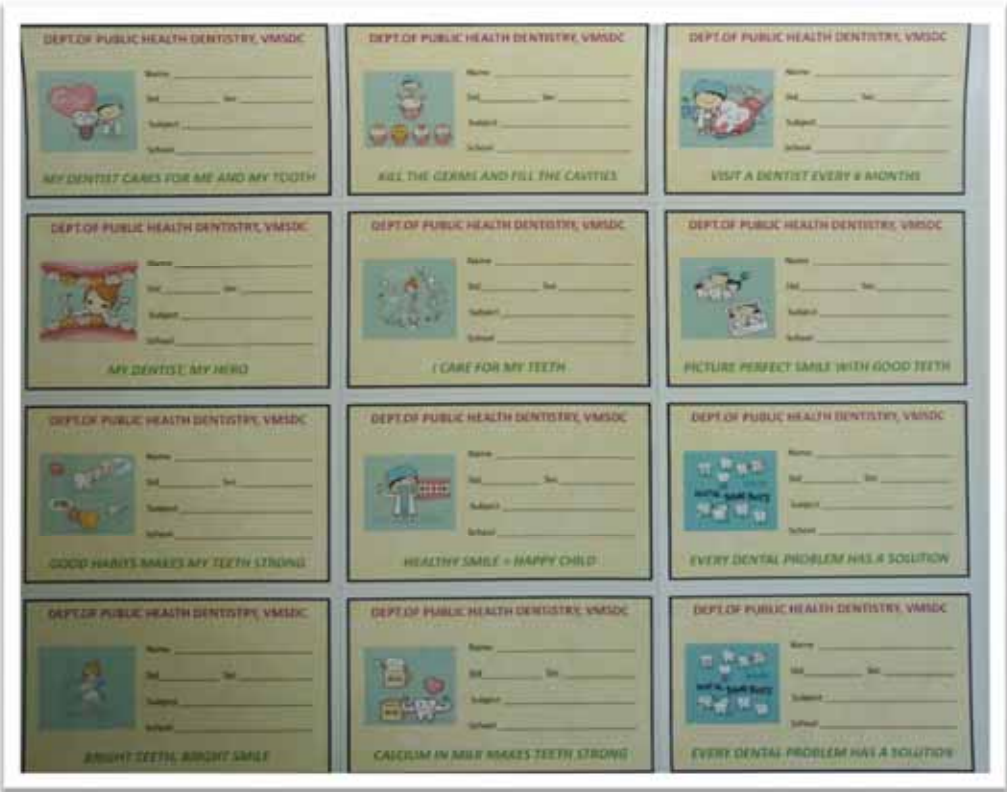 DEPT.OF PUBLIC HEALTH DENTISTRY, VMSDC
Name
Std Sec
Subject
School
MY DENTIST CARES FOR ME AND MY TOOTH
DEPT.OF PUBLIC HEALTH DENTISTRY, VMSDC
Name
Std Sec
Subject
School
KILL THE GERMS AND FILL THE CAVITIES
DEPT.OF PUBLIC HEALTH DENTISTRY, VMSDC
Name
Std Sec
Subject
School
VISIT A DENTIST EVERY 6 MONTHS
DEPT.OF PUBLIC HEALTH DENTISTRY, VMSDC
Name
Std Sec
Subject
School
MY DENTIST, MY HERO
DEPT.OF PUBLIC HEALTH DENTISTRY, VMSDC
Name
Std Sec
Subject
School
I CARE FOR MY TEETH
DEPT.OF PUBLIC HEALTH DENTISTRY, VMSDC
Name
Std Sec
Subject
School
PICTURE PERFECT SMILE WITH GOOD TEETH
DEPT.OF PUBLIC HEALTH DENTISTRY, VMSDC
Name
Std Sec
Subject
School
GOOD HABITS MAKES MY TEETH STRONG
DEPT.OF PUBLIC HEALTH DENTISTRY, VMSDC
Name
Std Sec
Subject
School
HEALTHY SMILE = HAPPY CHILD
DEPT.OF PUBLIC HEALTH DENTISTRY, VMSDC
Name
Std Sec
Subject
School
EVERY DENTAL PROBLEM HAS A SOLUTION
DEPT.OF PUBLIC HEALTH DENTISTRY, VMSDC
Name
Std Sec
Subject
School
BRIGHT TEETH, BRIGHT SMILE
DEPT.OF PUBLIC HEALTH DENTISTRY, VMSDC
Name
Std Sec
Subject
School
CALCIUM IN MILK MAKES TEETH STRONG
DEPT.OF PUBLIC HEALTH DENTISTRY, VMSDC
Name
Std Sec
Subject
School
EVERY DENTAL PROBLEM HAS A SOLUTION